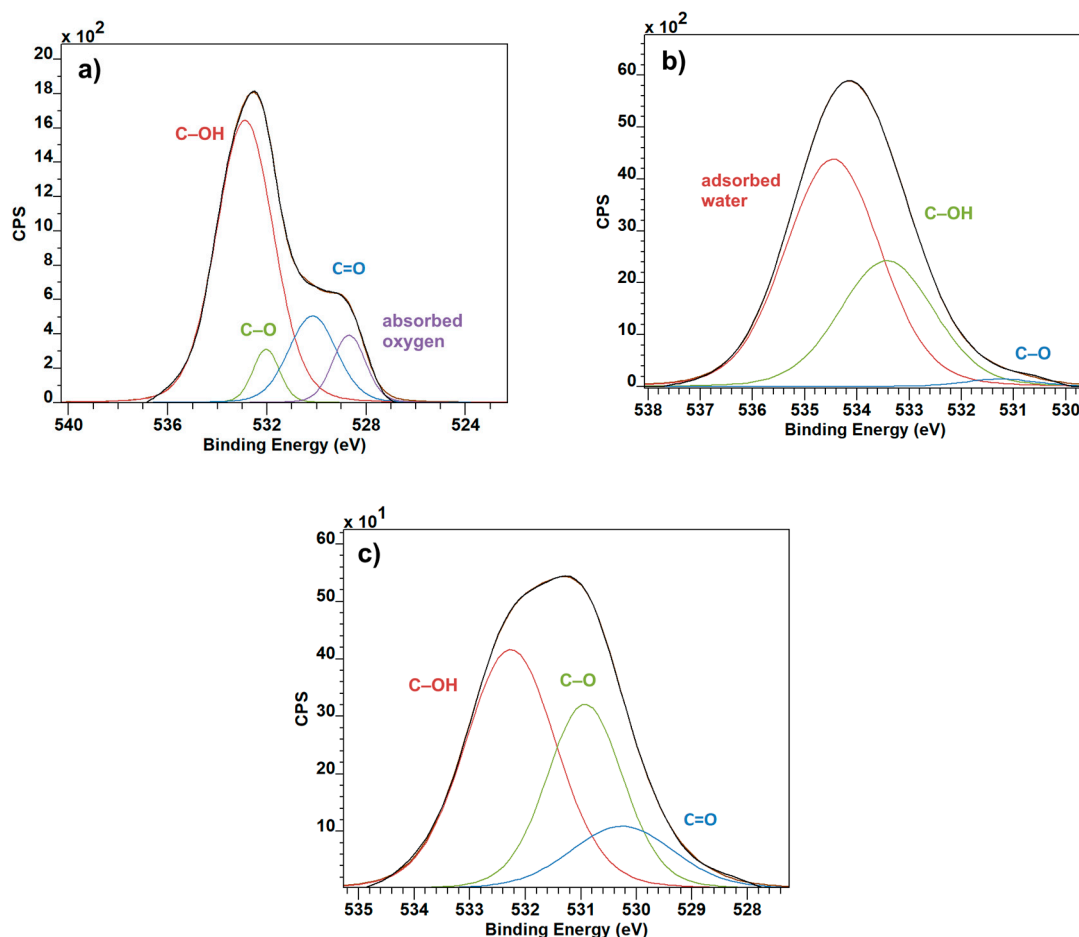 x 10²
a)
20
18
16
14
12
10
8
6
4
2
0
CPS
C–OH
C=O
C–O
absorbed
oxygen
540 536 532 528 524
Binding Energy (eV)
x 10²
b)
60
50
40
30
20
10
0
CPS
adsorbed
water
C–OH
C–O
538 537 536 535 534 533 532 531 530
Binding Energy (eV)
x 10¹
c)
60
50
40
30
20
10
CPS
C–OH
C–O
C=O
535 534 533 532 531 530 529 528
Binding Energy (eV)